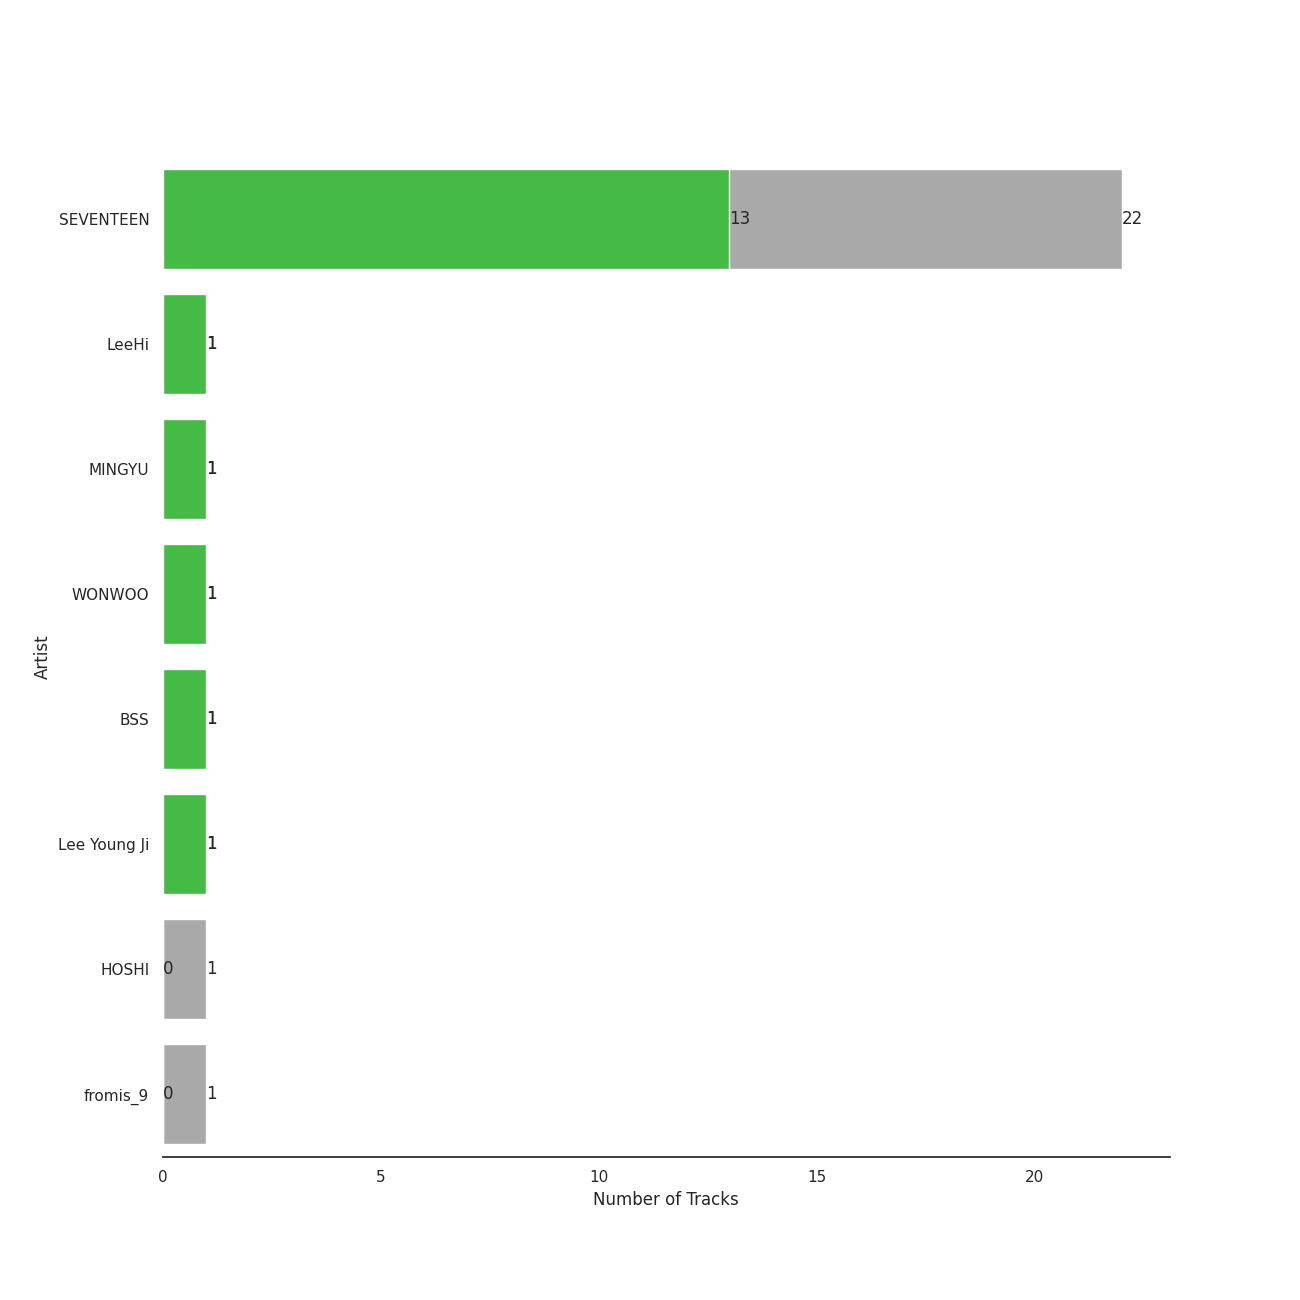 SEVENTEEN 13 22
LeeHi 1
MINGYU 1
WONWOO 1
Artist
BSS 1
Lee Young Ji 1
HOSHI 0 1
fromis_9 0 1
0 5 10 15 20
Number of Tracks